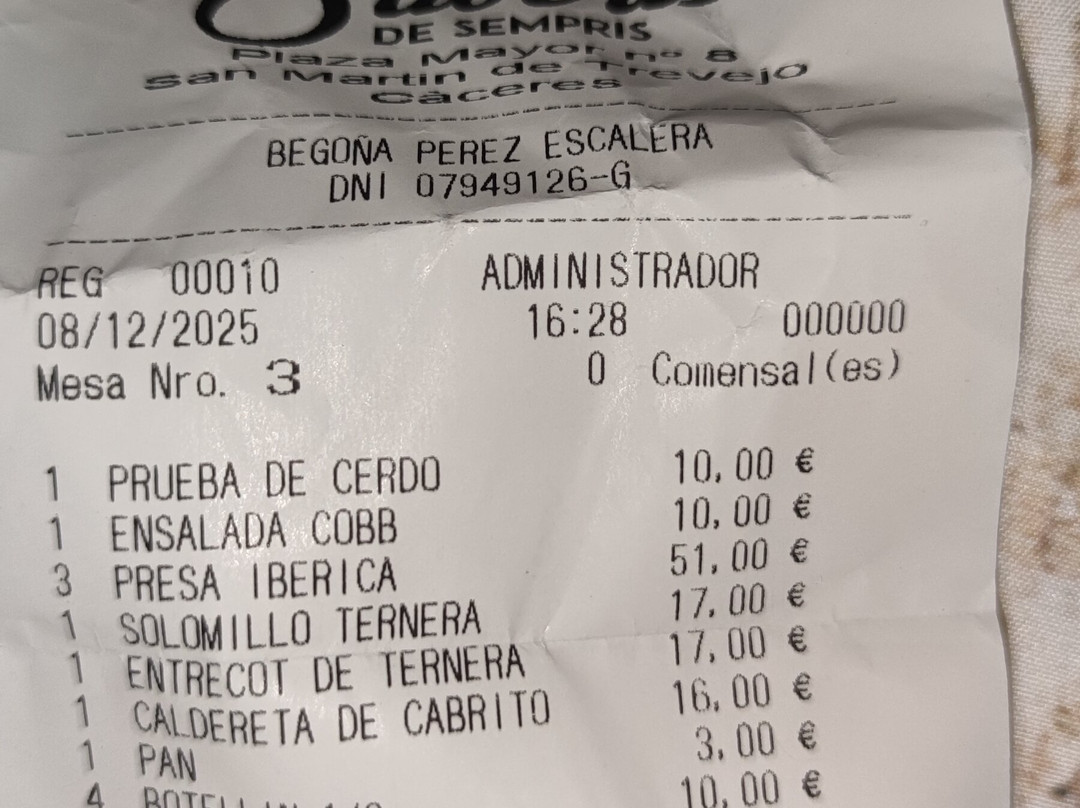 DE SEMPRIS
Plaza Mayor nº 8
San Martin de Trevejo
Cáceres
BEGOÑA PEREZ ESCALERA
DNI 07949126-G
REG 00010 ADMINISTRADOR
08/12/2025 16:28 000000
Mesa Nro. 3 0 Comensal(es)
1 PRUEBA DE CERDO 10,00 €
1 ENSALADA COBB 10,00 €
3 PRESA IBERICA 51,00 €
1 SOLOMILLO TERNERA 17,00 €
1 ENTRECOT DE TERNERA 17,00 €
1 CALDERETA DE CABRITO 16,00 €
1 PAN 3,00 €
4 10,00 €